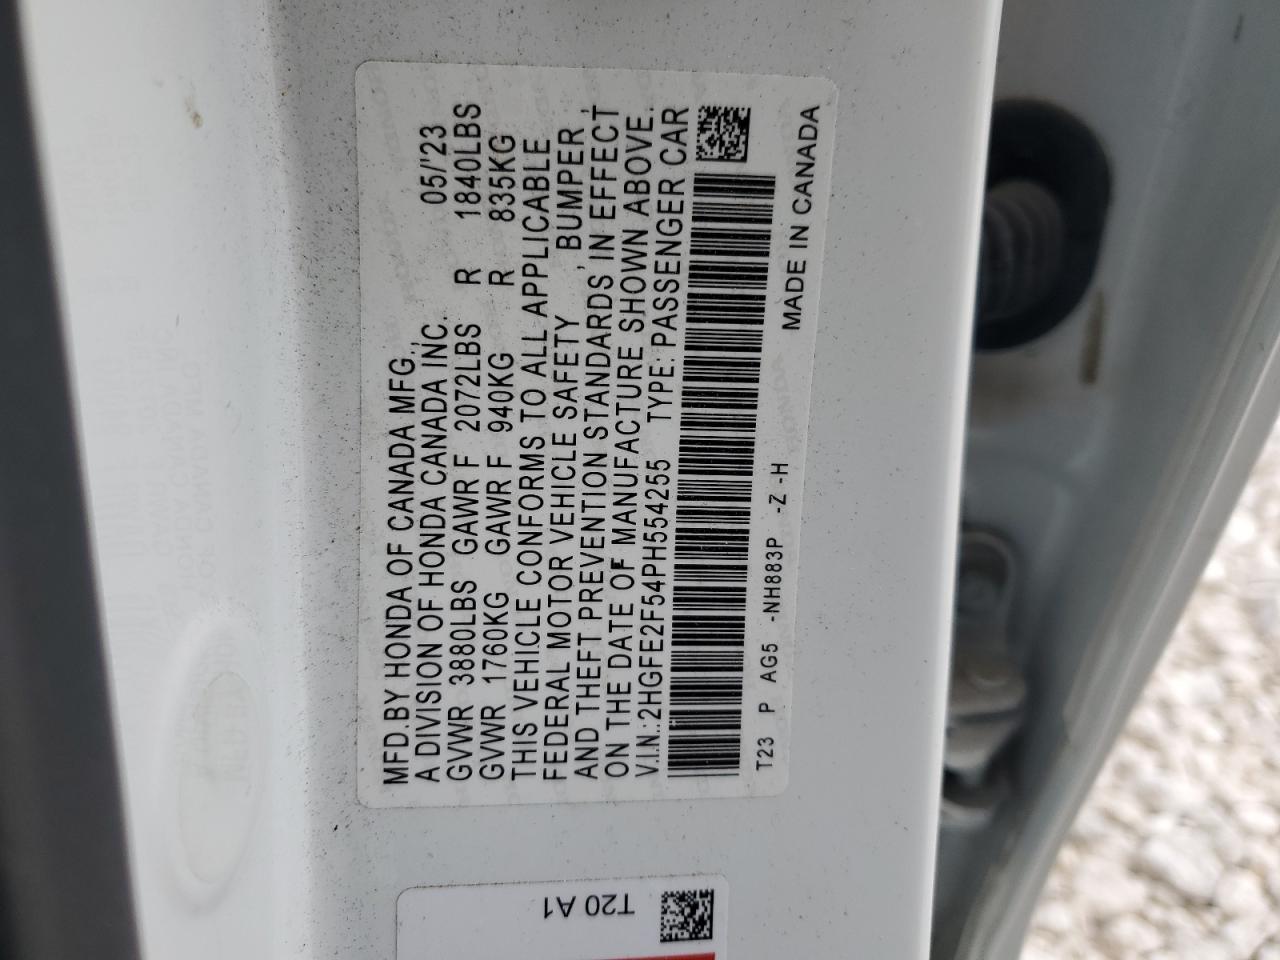 MFD.BY HONDA OF CANADA MFG.,
A DIVISION OF HONDA CANADA INC. 05/'23
GVWR 3880LBS GAWR F 2072LBS R 1840LBS
GVWR 1760KG GAWR F 940KG R 835KG
THIS VEHICLE CONFORMS TO ALL APPLICABLE
FEDERAL MOTOR VEHICLE SAFETY, BUMPER,
AND THEFT PREVENTION STANDARDS IN EFFECT
ON THE DATE OF MANUFACTURE SHOWN ABOVE.
V.I.N.:2HGFE2F54PH554255 TYPE: PASSENGER CAR
T23 P AG5 -NH883P -Z -H
MADE IN CANADA
T20 A1